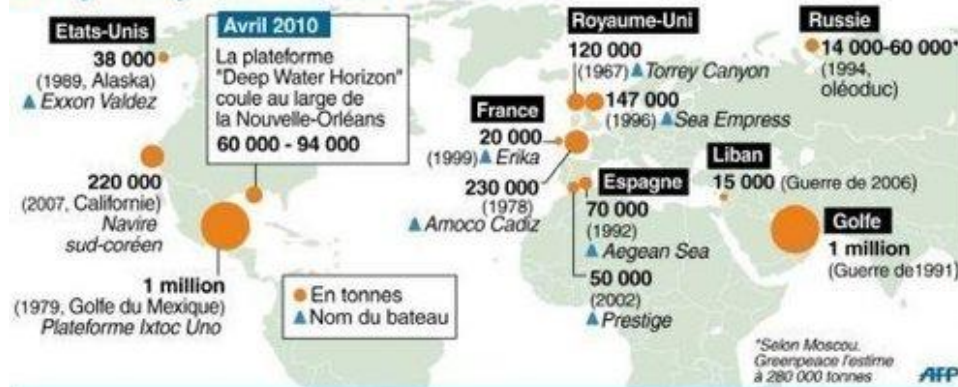 Etats-Unis
38 000
(1989, Alaska)
▲ Exxon Valdez
220 000
(2007, Californie)
Navire
sud-coréen
1 million
(1979, Golfe du Mexique)
Plateforme Ixtoc Uno
Avril 2010
La plateforme
"Deep Water Horizon"
coule au large de
la Nouvelle-Orléans
60 000 - 94 000
En tonnes
▲ Nom du bateau
Royaume-Uni
120 000
(1967) ▲ Torrey Canyon
147 000
(1996) ▲ Sea Empress
France
20 000
(1999) ▲ Erika
230 000
(1978)
▲ Amoco Cadiz
Espagne
70 000
(1992)
▲ Aegean Sea
50 000
(2002)
▲ Prestige
Russie
14 000-60 000*
(1994,
oléoduc)
Liban
15 000 (Guerre de 2006)
Golfe
1 million
(Guerre de1991)
*Selon Moscou.
Greenpeace l'estime
à 280 000 tonnes
AFP